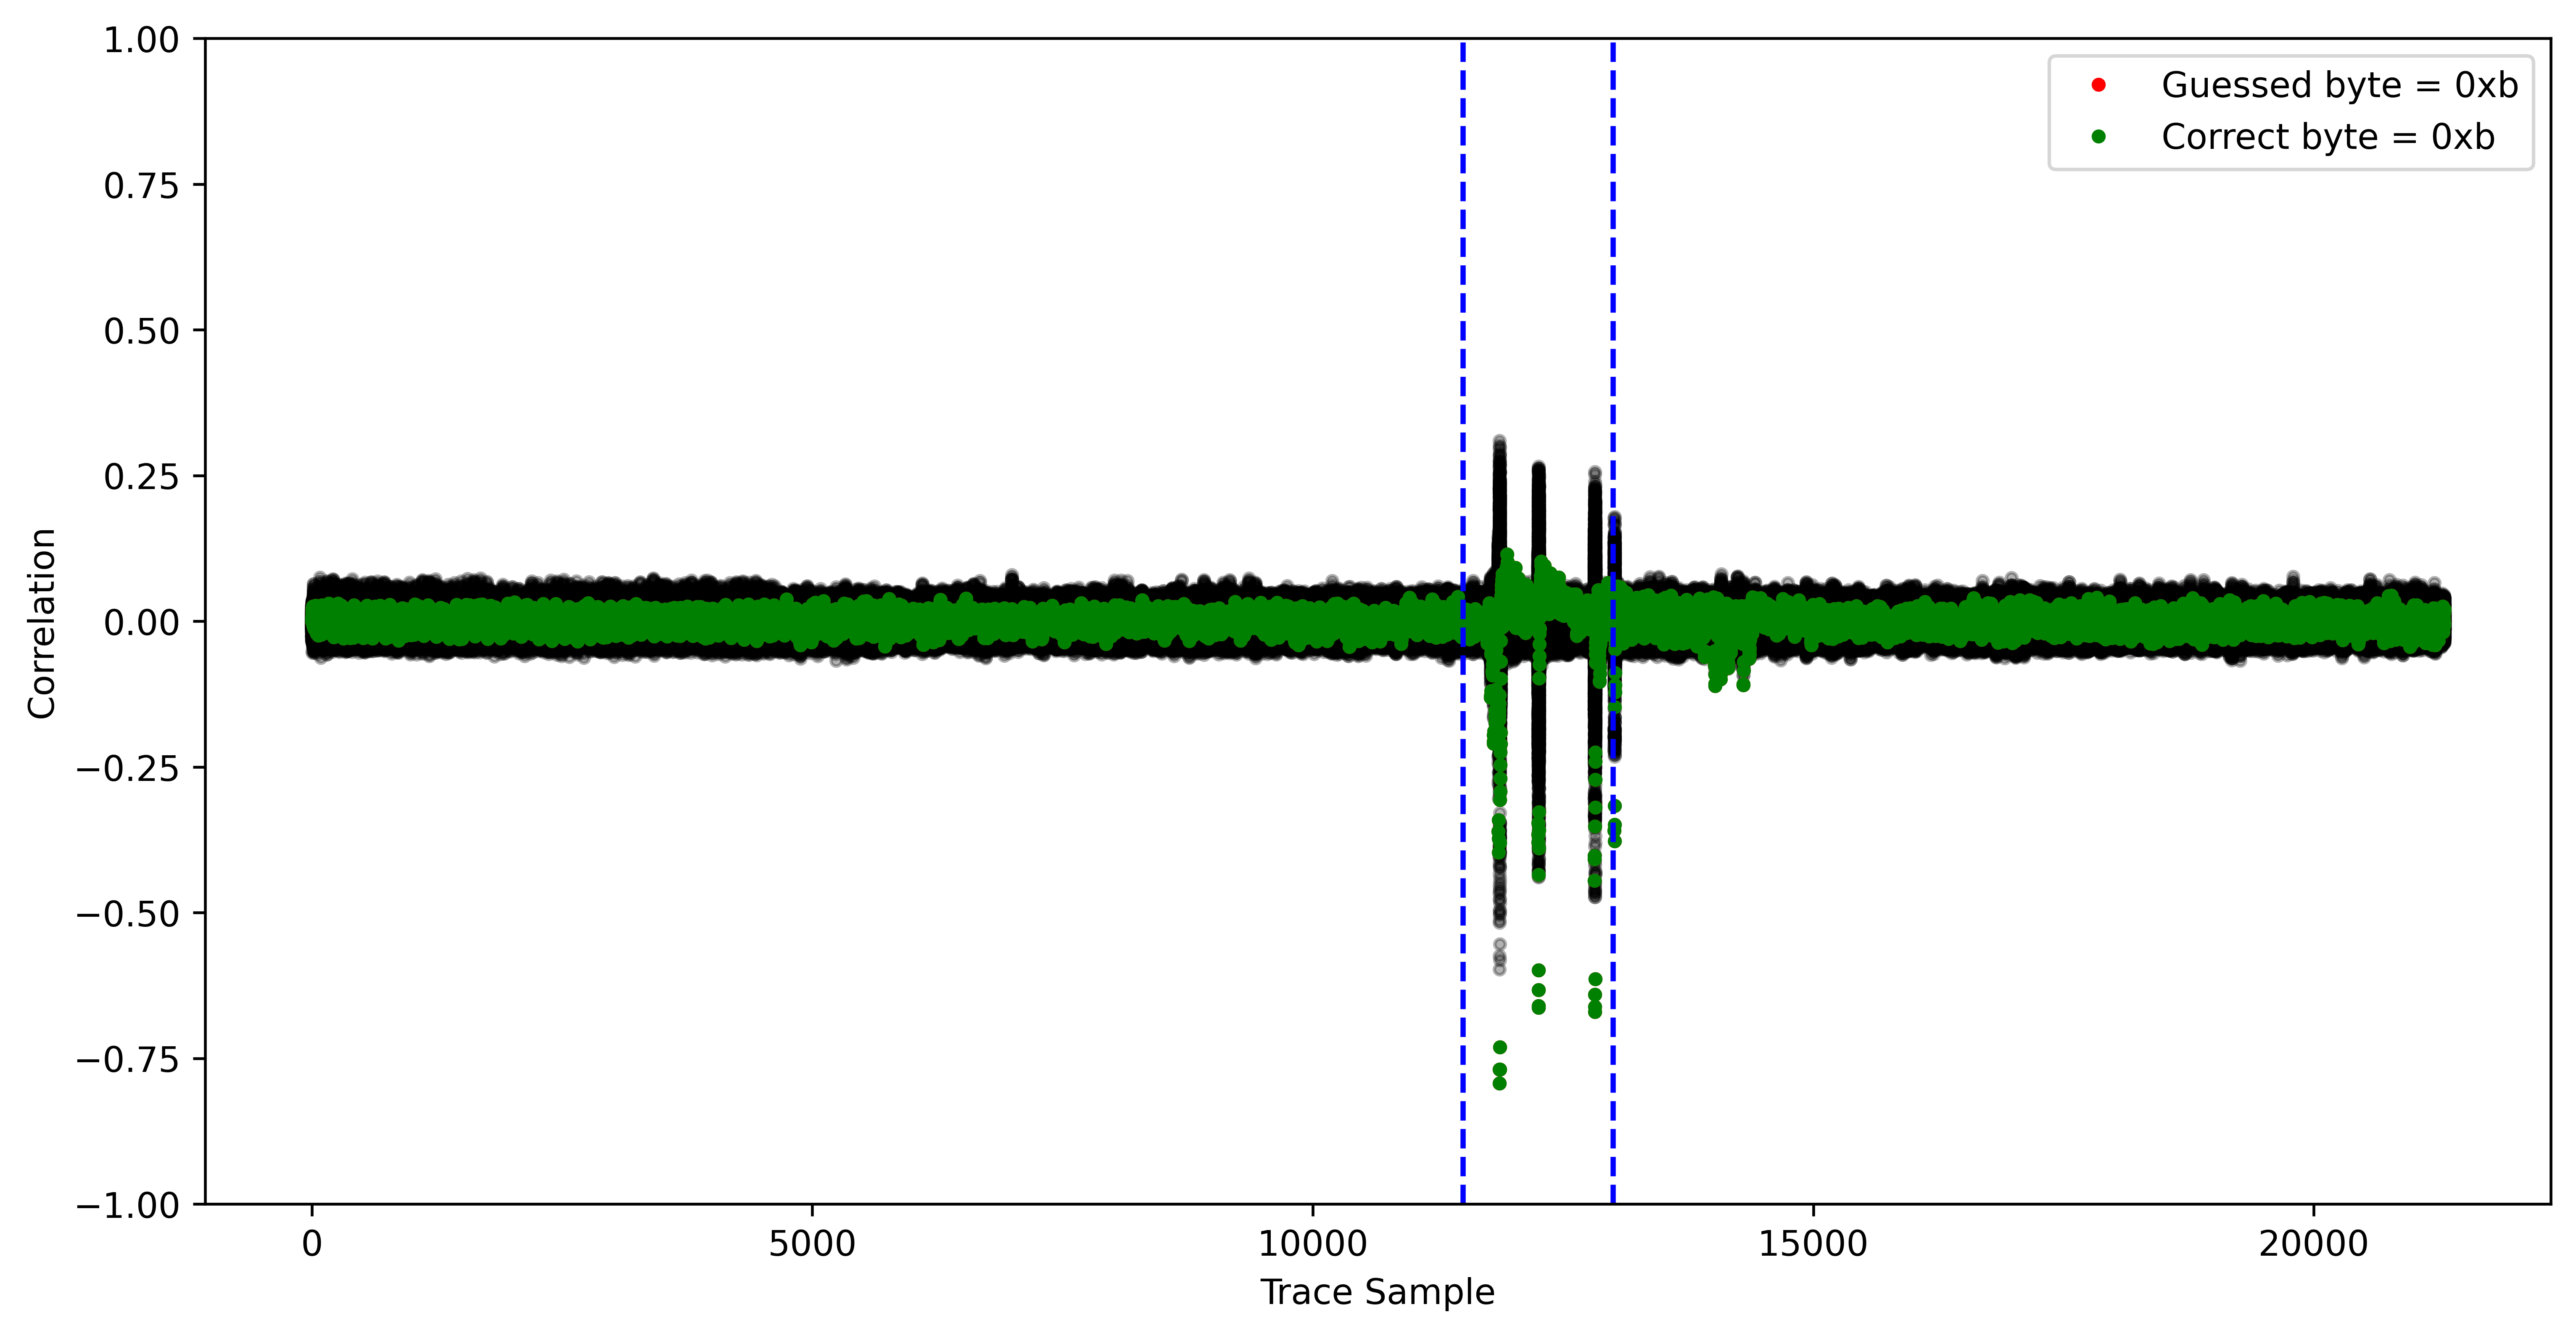 1.00
0.75
0.50
0.25
0.00
−0.25
−0.50
−0.75
−1.00
Correlation
Guessed byte = 0xb
Correct byte = 0xb
0 5000 10000 15000 20000
Trace Sample